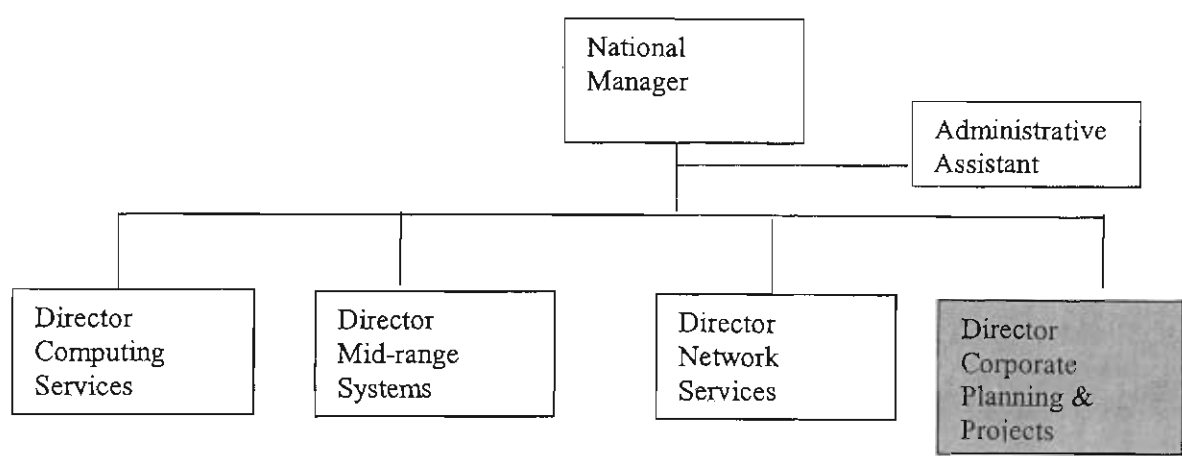 National
Manager
Administrative
Assistant
Director
Computing
Services
Director
Mid-range
Systems
Director
Network
Services
Director
Corporate
Planning &
Projects